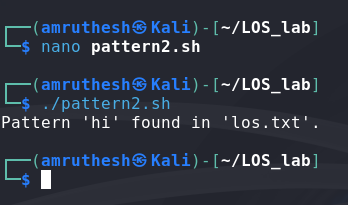 (amruthesh㉿Kali)-[~/LOS_lab]
$ nano pattern2.sh
(amruthesh㉿Kali)-[~/LOS_lab]
$ ./pattern2.sh
Pattern 'hi' found in 'los.txt'.
(amruthesh㉿Kali)-[~/LOS_lab]
$